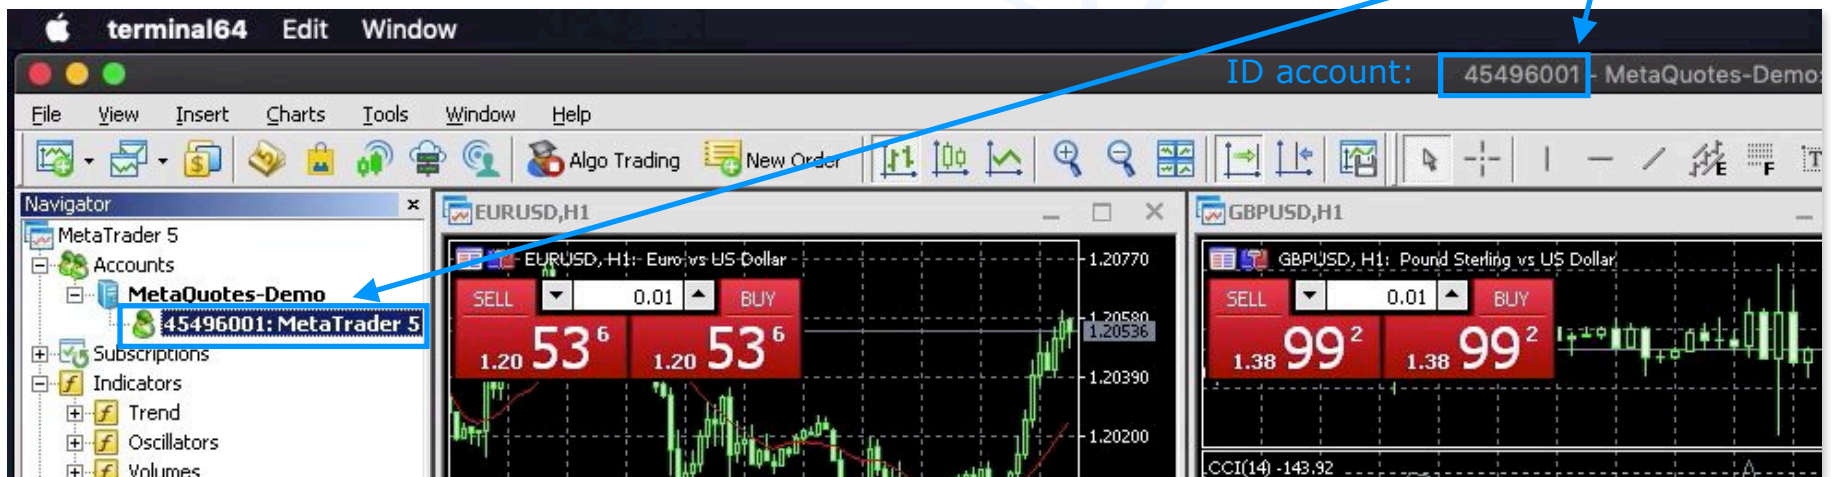 terminal64 Edit Window
ID account: 45496001 - MetaQuotes-Demo:
File View Insert Charts Tools Window Help
Algo Trading New Order E F T
Navigator
MetaTrader 5
Accounts
MetaQuotes-Demo
45496001: MetaTrader 5
Subscriptions
Indicators
Trend
Oscillators
Volumes
EURUSD,H1
EURUSD, H1: Euro vs US Dollar
SELL 0.01 BUY
1.20 53 6 1.20 53 6
1.20770
1.20580
1.20536
1.20390
1.20200
GBPUSD,H1
GBPUSD, H1: Pound Sterling vs US Dollar
SELL 0.01 BUY
1.38 99 2 1.38 99 2
CCI(14) -143.92